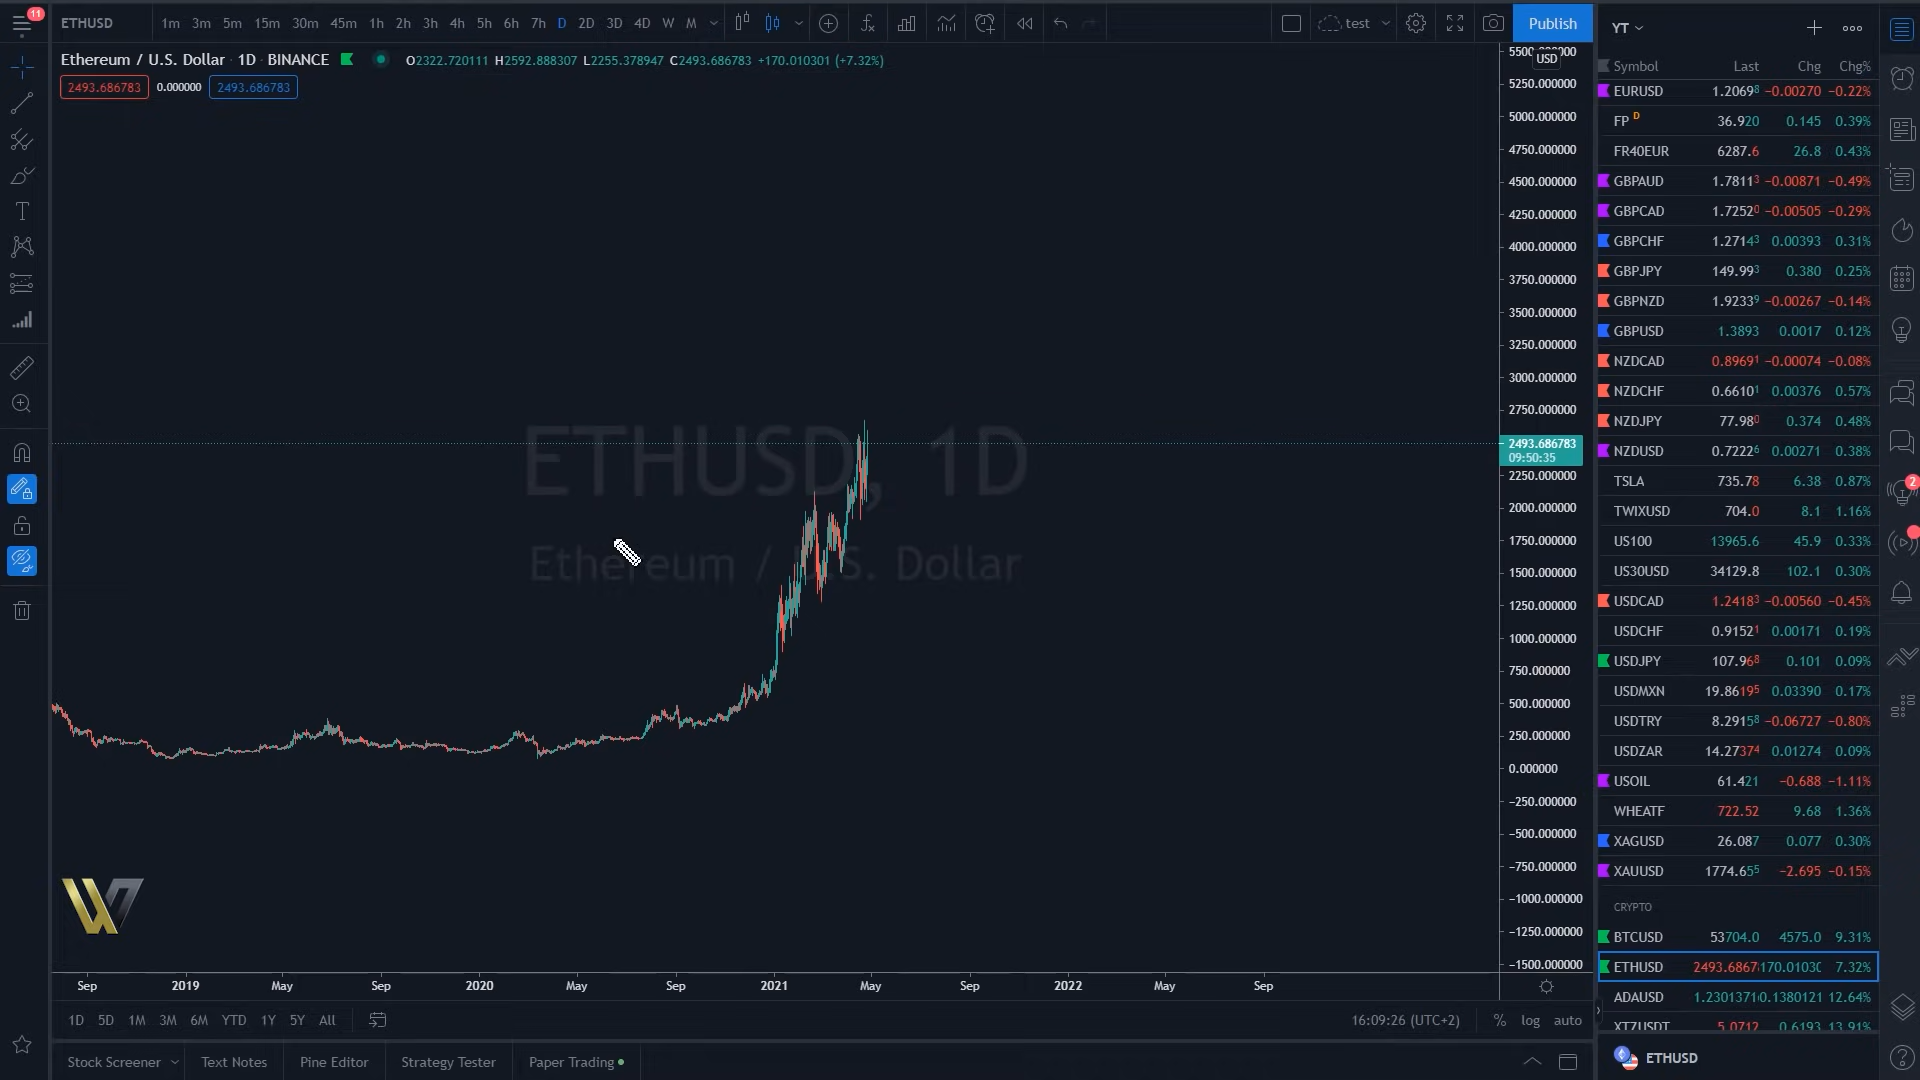 11
ETHUSD 1m 3m 5m 15m 30m 45m 1h 2h 3h 4h 5h 6h 7h D 2D 3D 4D W M test Publish
Ethereum / U.S. Dollar · 1D · BINANCE O2322.720111 H2592.888307 L2255.378947 C2493.686783 +170.010301 (+7.32%)
2493.686783 0.000000 2493.686783
ETHUSD, 1D
Ethereum / U.S. Dollar
USD
5250.000000
5000.000000
4750.000000
4500.000000
4250.000000
4000.000000
3750.000000
3500.000000
3250.000000
3000.000000
2750.000000
2493.686783
09:50:35
2250.000000
2000.000000
1750.000000
1500.000000
1250.000000
1000.000000
750.000000
500.000000
250.000000
0.000000
−250.000000
−500.000000
−750.000000
−1000.000000
−1250.000000
−1500.000000
Sep 2019 May Sep 2020 May Sep 2021 May Sep 2022 May Sep
1D 5D 1M 3M 6M YTD 1Y 5Y All 16:09:26 (UTC+2) % log auto
Stock Screener Text Notes Pine Editor Strategy Tester Paper Trading
YT
Symbol Last Chg Chg%
EURUSD 1.20698 −0.00270 −0.22%
FP D 36.920 0.145 0.39%
FR40EUR 6287.6 26.8 0.43%
GBPAUD 1.78113 −0.00871 −0.49%
GBPCAD 1.72520 −0.00505 −0.29%
GBPCHF 1.27143 0.00393 0.31%
GBPJPY 149.993 0.380 0.25%
GBPNZD 1.92339 −0.00267 −0.14%
GBPUSD 1.3893 0.0017 0.12%
NZDCAD 0.89691 −0.00074 −0.08%
NZDCHF 0.66101 0.00376 0.57%
NZDJPY 77.980 0.374 0.48%
NZDUSD 0.72226 0.00271 0.38%
TSLA 735.78 6.38 0.87%
TWIXUSD 704.0 8.1 1.16%
US100 13965.6 45.9 0.33%
US30USD 34129.8 102.1 0.30%
USDCAD 1.24183 −0.00560 −0.45%
USDCHF 0.91521 0.00171 0.19%
USDJPY 107.968 0.101 0.09%
USDMXN 19.86195 0.03390 0.17%
USDTRY 8.29158 −0.06727 −0.80%
USDZAR 14.27374 0.01274 0.09%
USOIL 61.421 −0.688 −1.11%
WHEATF 722.52 9.68 1.36%
XAGUSD 26.087 0.077 0.30%
XAUUSD 1774.655 −2.695 −0.15%
CRYPTO
BTCUSD 53704.0 4575.0 9.31%
ETHUSD 2493.6867 170.0103 7.32%
ADAUSD 1.2301371 0.1380121 12.64%
XTZUSDT 5.0712 0.6193 13.91%
ETHUSD
2